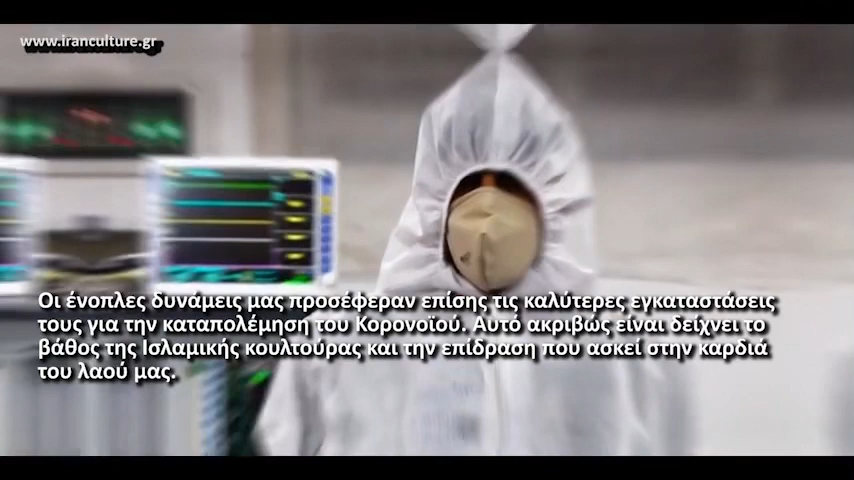 www.iranculture.gr
Οι ένοπλες δυνάμεις μας προσέφεραν επίσης τις καλύτερες εγκαταστάσεις
τους για την καταπολέμηση του Κορονοϊού. Αυτό ακριβώς είναι δείχνει το
βάθος της Ισλαμικής κουλτούρας και την επίδραση που ασκεί στην καρδιά
του λαού μας.